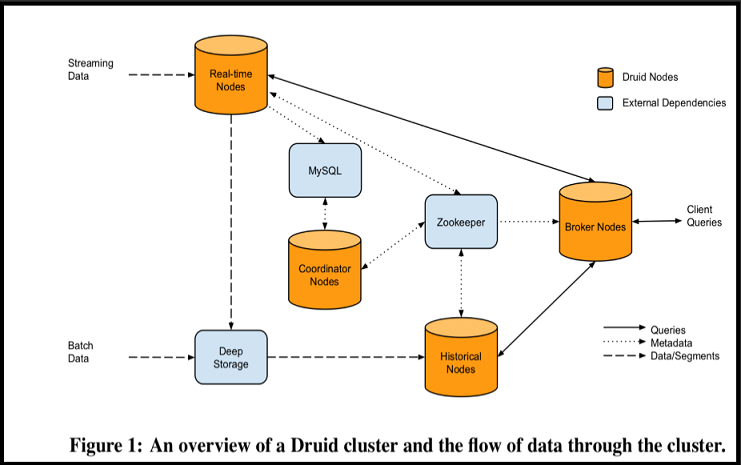 Streaming
Data
Real-time
Nodes
Druid Nodes
External Dependencies
MySQL
Zookeeper
Broker Nodes
Client
Queries
Coordinator
Nodes
Batch
Data
Deep
Storage
Historical
Nodes
Queries
Metadata
Data/Segments
Figure 1: An overview of a Druid cluster and the flow of data through the cluster.